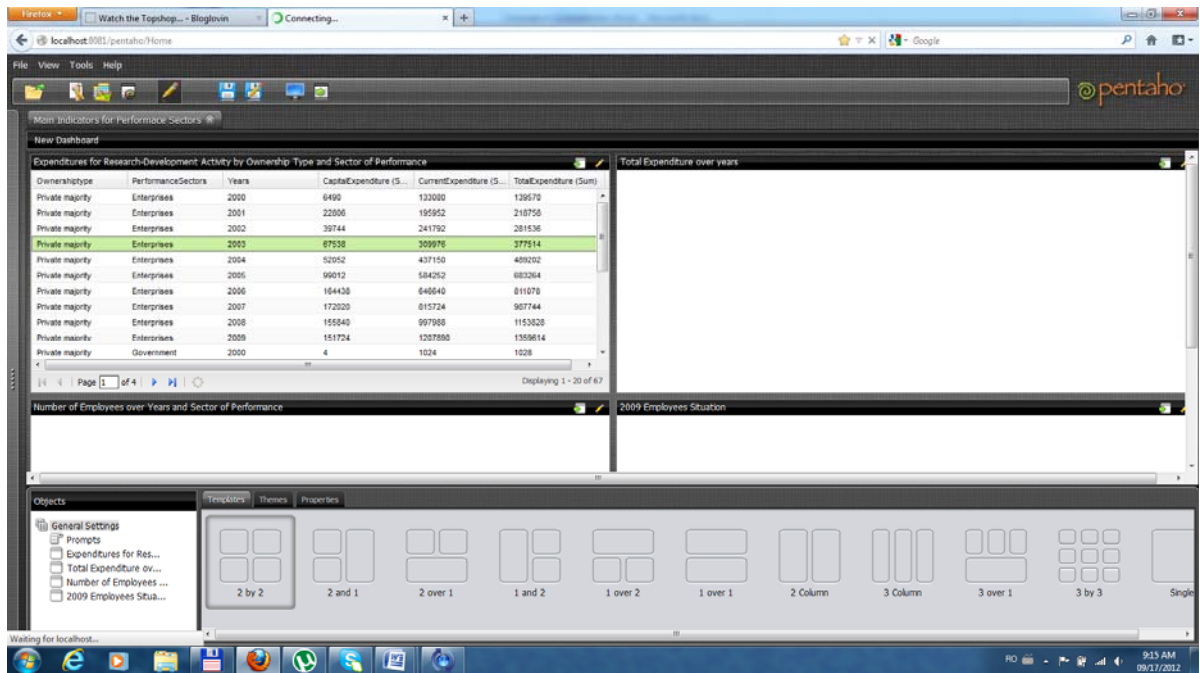 Firefox
Watch the Topshop... - Bloglovin
Connecting...
localhost:8081/pentaho/Home
Google
File View Tools Help
pentaho
Main Indicators for Performace Sectors
New Dashboard
Expenditures for Research-Development Activity by Ownership Type and Sector of Performance
Total Expenditure over years
Ownershiptype PerformanceSectors Years CapitalExpenditure (S... CurrentExpenditure (S... TotalExpenditure (Sum)
Private majority Enterprises 2000 6490 133080 139570
Private majority Enterprises 2001 22806 195952 218758
Private majority Enterprises 2002 39744 241792 281536
Private majority Enterprises 2003 67538 309976 377514
Private majority Enterprises 2004 52052 437150 489202
Private majority Enterprises 2005 99012 584252 683264
Private majority Enterprises 2006 164438 646640 811078
Private majority Enterprises 2007 172020 815724 987744
Private majority Enterprises 2008 155840 997988 1153828
Private majority Enterprises 2009 151724 1207890 1359614
Private majority Government 2000 4 1024 1028
Page 1 of 4
Displaying 1 - 20 of 67
Number of Employees over Years and Sector of Performance
2009 Employees Situation
Objects
Templates Themes Properties
General Settings
Prompts
Expenditures for Res...
Total Expenditure ov...
Number of Employees ...
2009 Employees Situa...
2 by 2
2 and 1
2 over 1
1 and 2
1 over 2
1 over 1
2 Column
3 Column
3 over 1
3 by 3
Single
Waiting for localhost...
RO
9:15 AM
09/17/2012